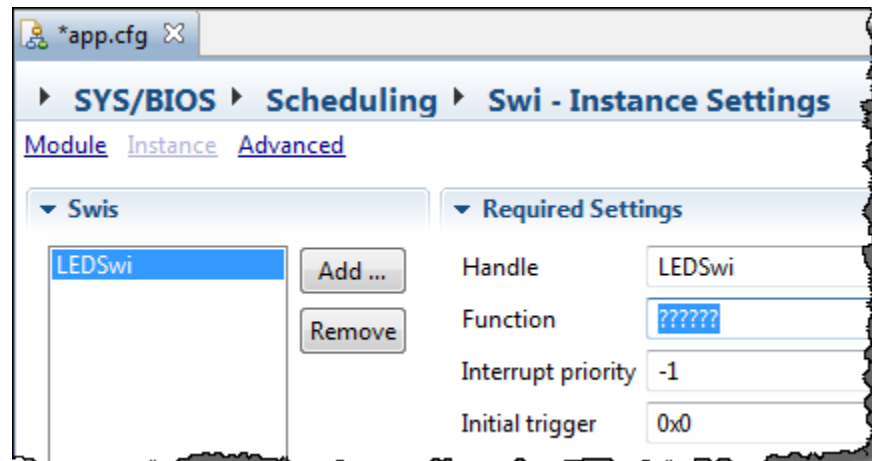 *app.cfg
SYS/BIOS Scheduling Swi - Instance Settings
Module Instance Advanced
Swis
LEDSwi
Add ...
Remove
Required Settings
Handle LEDSwi
Function ??????
Interrupt priority -1
Initial trigger 0x0